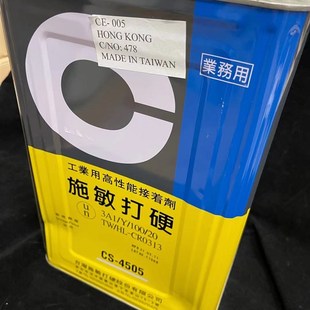 CE-005
HONG KONG
C/NO: 478
MADE IN TAIWAN
業務用
C
工業用高性能接着劑
施敏打硬
un
3A1/Y/100/20
TW/HL-CR0313
CS-4505